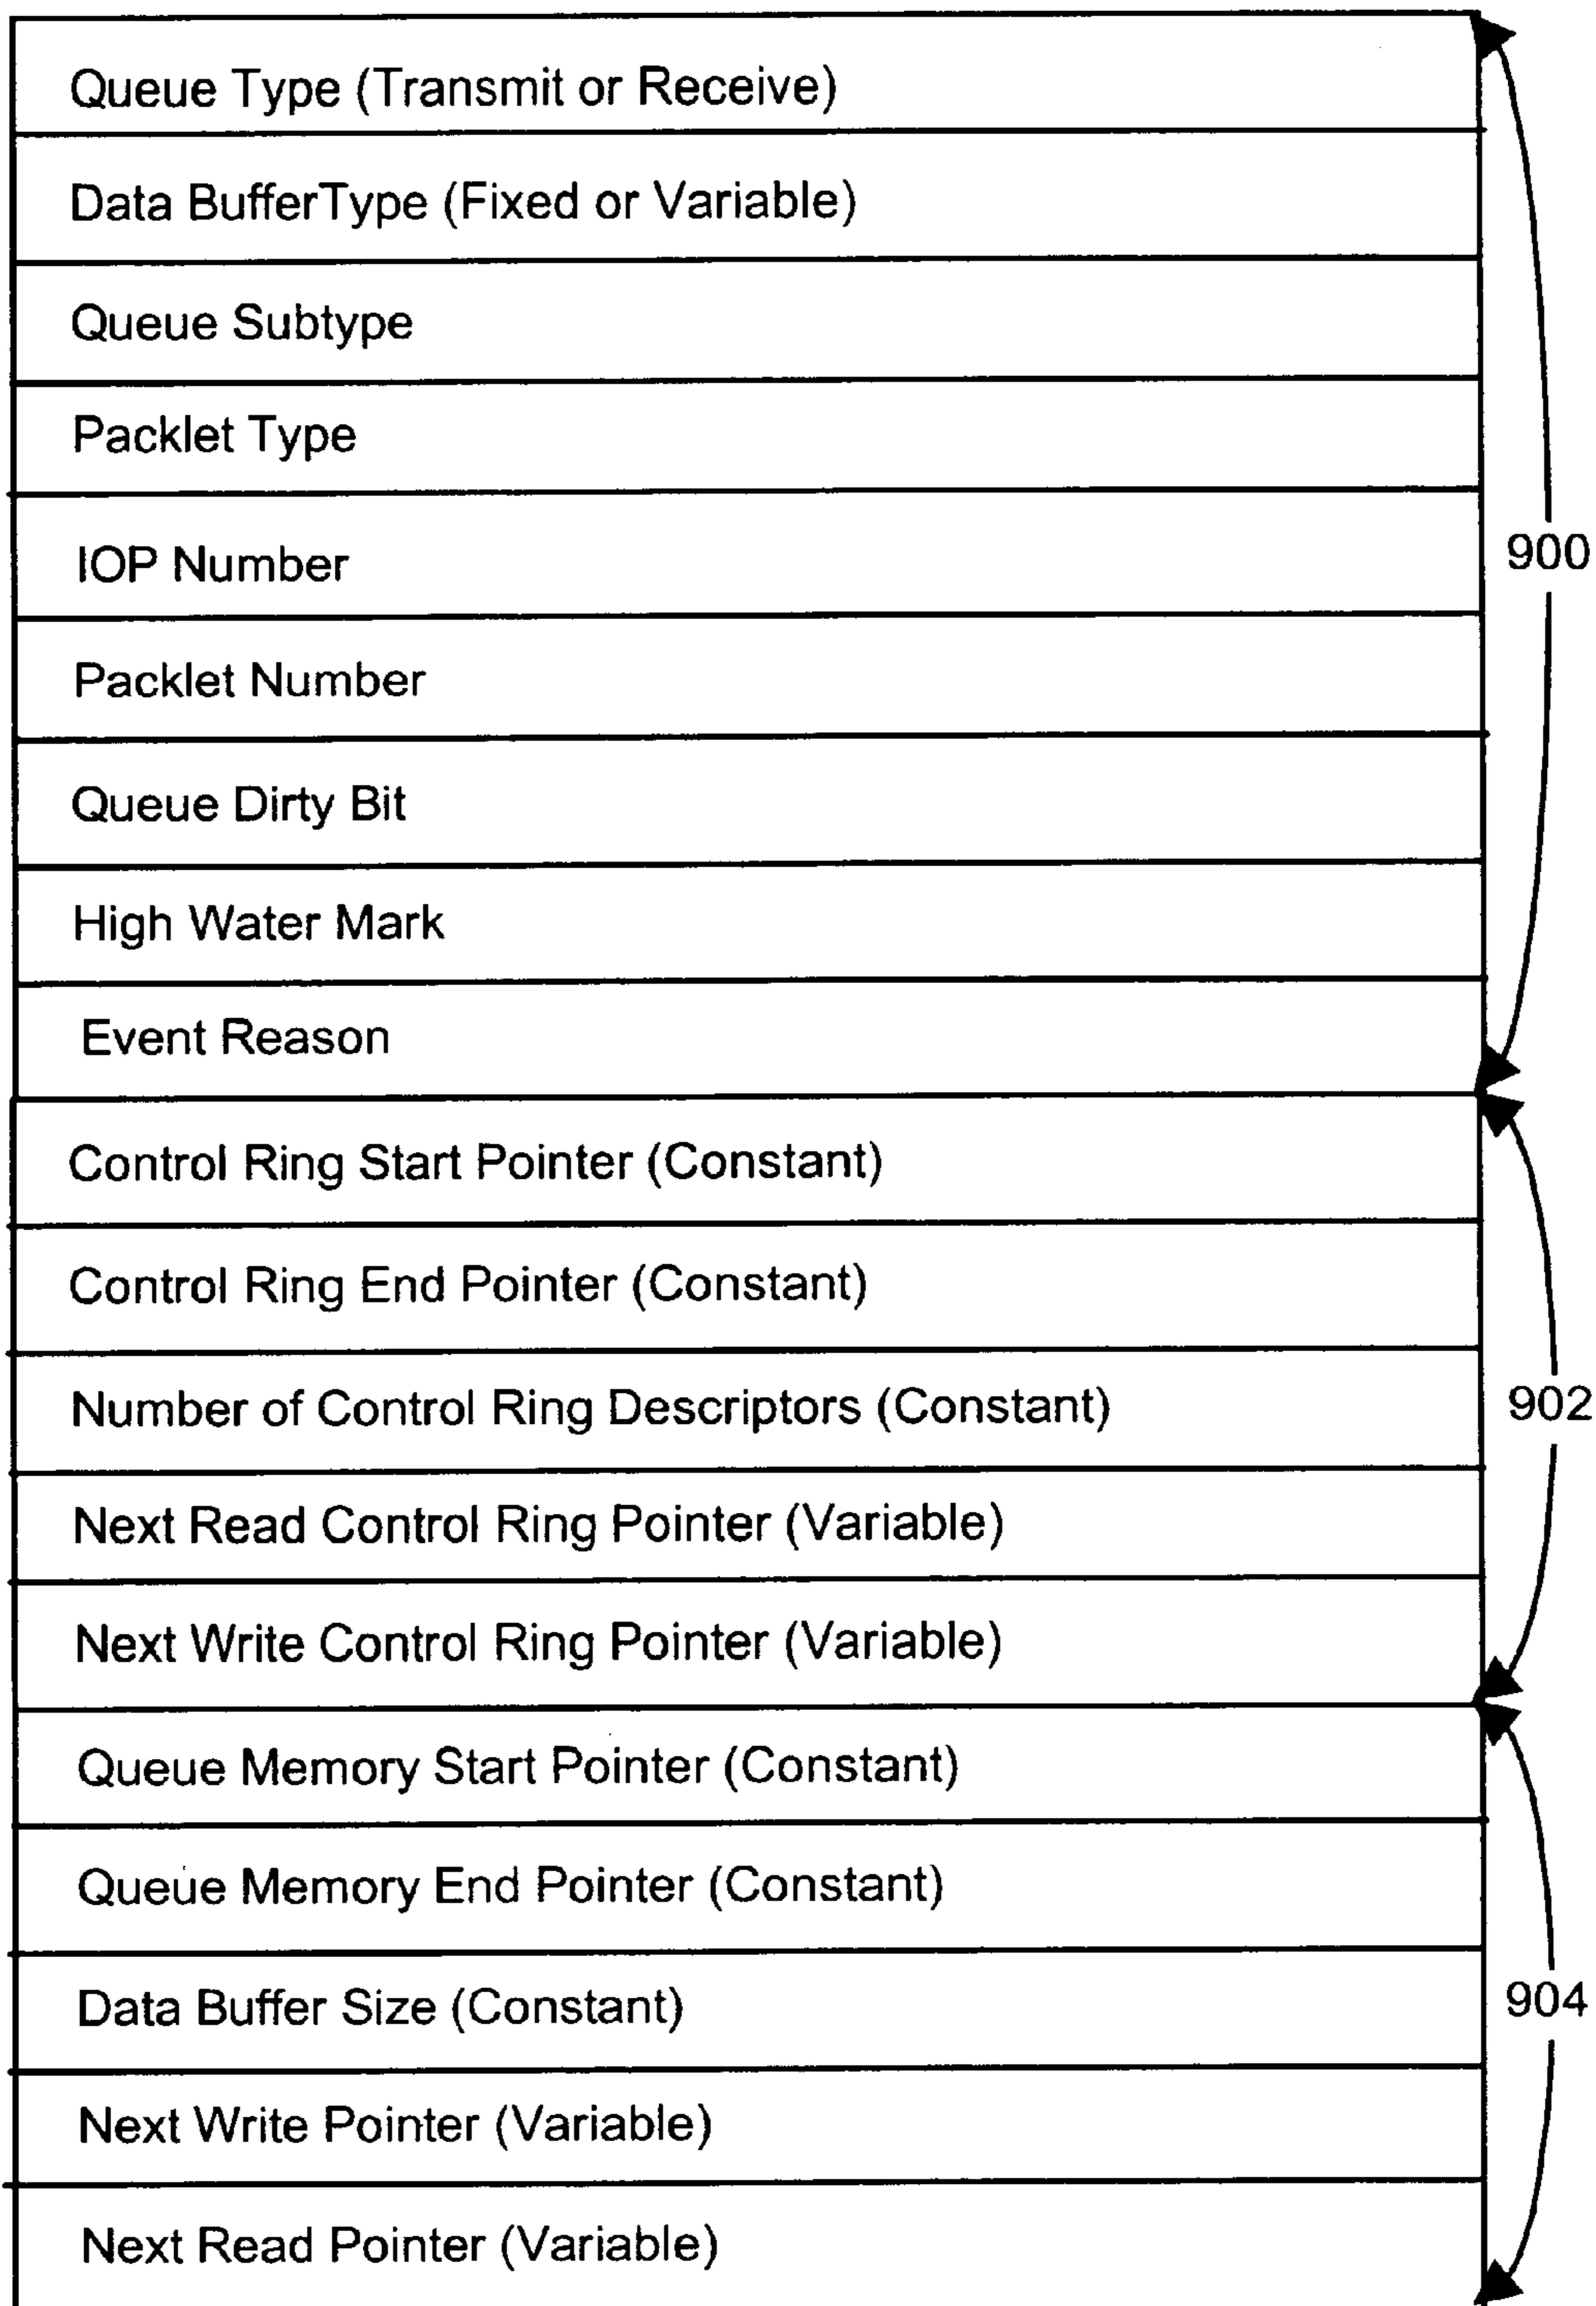 Queue Type (Transmit or Receive)
Data BufferType (Fixed or Variable)
Queue Subtype
Packlet Type
IOP Number
900
Packlet Number
Queue Dirty Bit
High Water Mark
Event Reason
Control Ring Start Pointer (Constant)
Control Ring End Pointer (Constant)
Number of Control Ring Descriptors (Constant)
902
Next Read Control Ring Pointer (Variable)
Next Write Control Ring Pointer (Variable)
Queue Memory Start Pointer (Constant)
Queue Memory End Pointer (Constant)
Data Buffer Size (Constant)
904
Next Write Pointer (Variable)
Next Read Pointer (Variable)